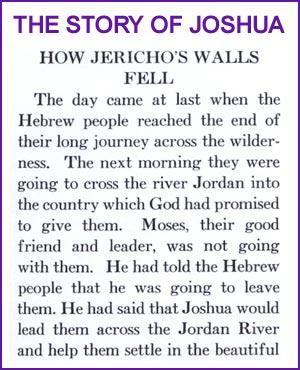 THE STORY OF JOSHUA
HOW JERICHO'S WALLS
FELL
The day came at last when the
Hebrew people reached the end of
their long journey across the wilder-
ness. The next morning they were
going to cross the river Jordan into
the country which God had promised
to give them. Moses, their good
friend and leader, was not going
with them. He had told the Hebrew
people that he was going to leave
them. He had said that Joshua would
lead them across the Jordan River
and help them settle in the beautiful